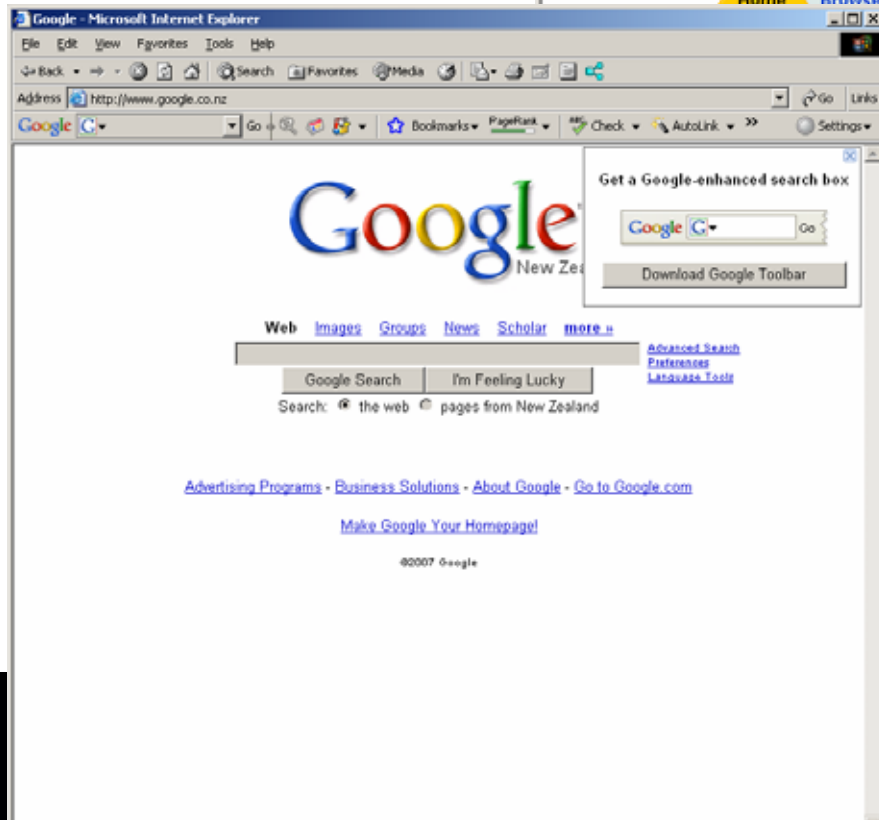 Home Browse
Google - Microsoft Internet Explorer
File Edit View Favorites Tools Help
Back Search Favorites Media
Address http://www.google.co.nz Go Links
Google G Go Bookmarks PageRank ABC Check AutoLink » Settings
Get a Google-enhanced search box
Google G Go
Download Google Toolbar
Google
New
Web Images Groups News Scholar more »
Advanced Search
Preferences
Language Tools
Google Search I'm Feeling Lucky
Search: the web pages from New Zealand
Advertising Programs - Business Solutions - About Google - Go to Google.com
Make Google Your Homepage!
©2007 Google